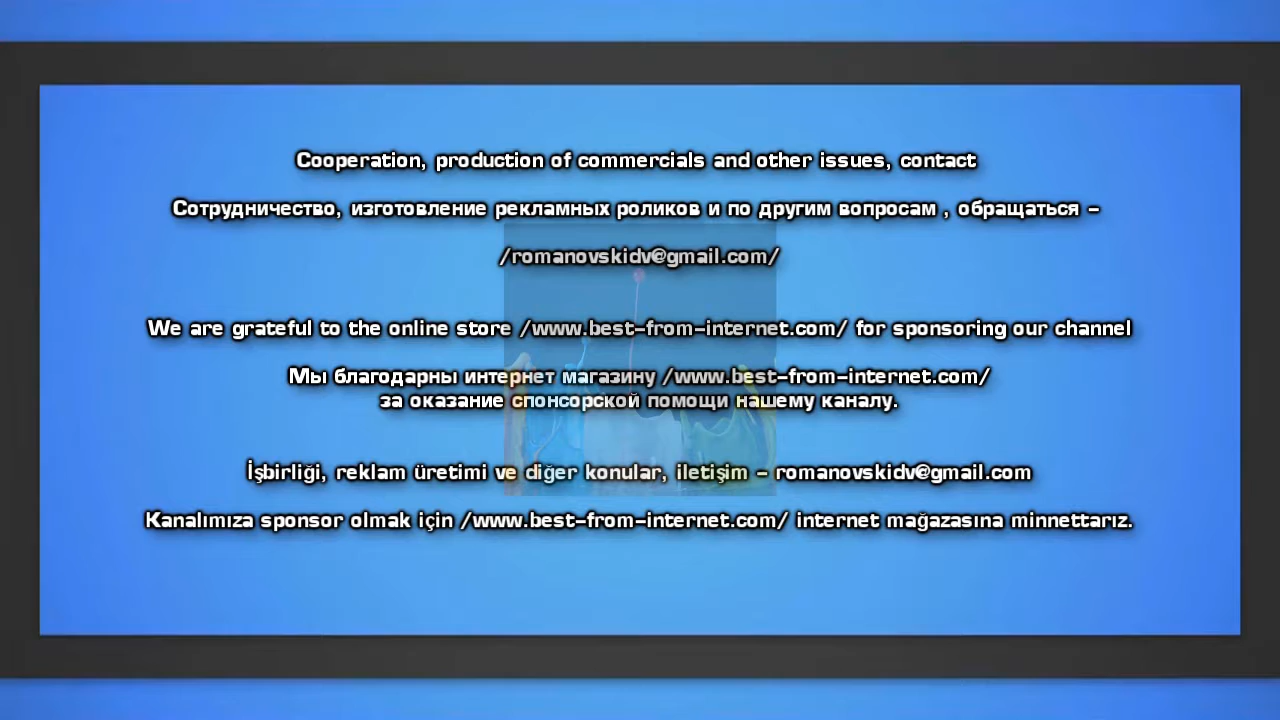 Cooperation, production of commercials and other issues, contact
Сотрудничество, изготовление рекламных роликов и по другим вопросам , обращаться -
/romanovskidv@gmail.com/
We are grateful to the online store /www.best-from-internet.com/ for sponsoring our channel
Мы благодарны интернет магазину /www.best-from-internet.com/
за оказание спонсорской помощи нашему каналу.
İşbirliği, reklam üretimi ve diğer konular, iletişim - romanovskidv@gmail.com
Kanalımıza sponsor olmak için /www.best-from-internet.com/ internet mağazasına minnettarız.